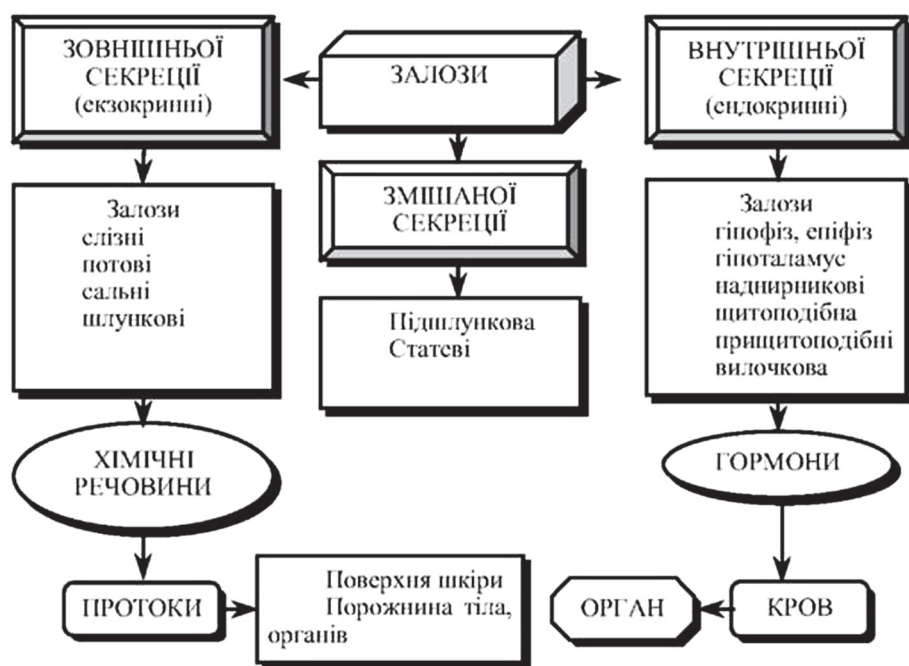 ЗОВНІШНЬОЇ
СЕКРЕЦІЇ
(екзокринні)
ЗАЛОЗИ
ВНУТРІШНЬОЇ
СЕКРЕЦІЇ
(ендокринні)
ЗМІШАНОЇ
СЕКРЕЦІЇ
Залози
слізні
потові
сальні
шлункові
Підшлункова
Статеві
Залози
гіпофіз, епіфіз
гіпоталамус
наднирникові
щитоподібна
прищитоподібні
вилочкова
ХІМІЧНІ
РЕЧОВИНИ
ГОРМОНИ
ПРОТОКИ
Поверхня шкіри
Порожнина тіла,
органів
ОРГАН
КРОВ